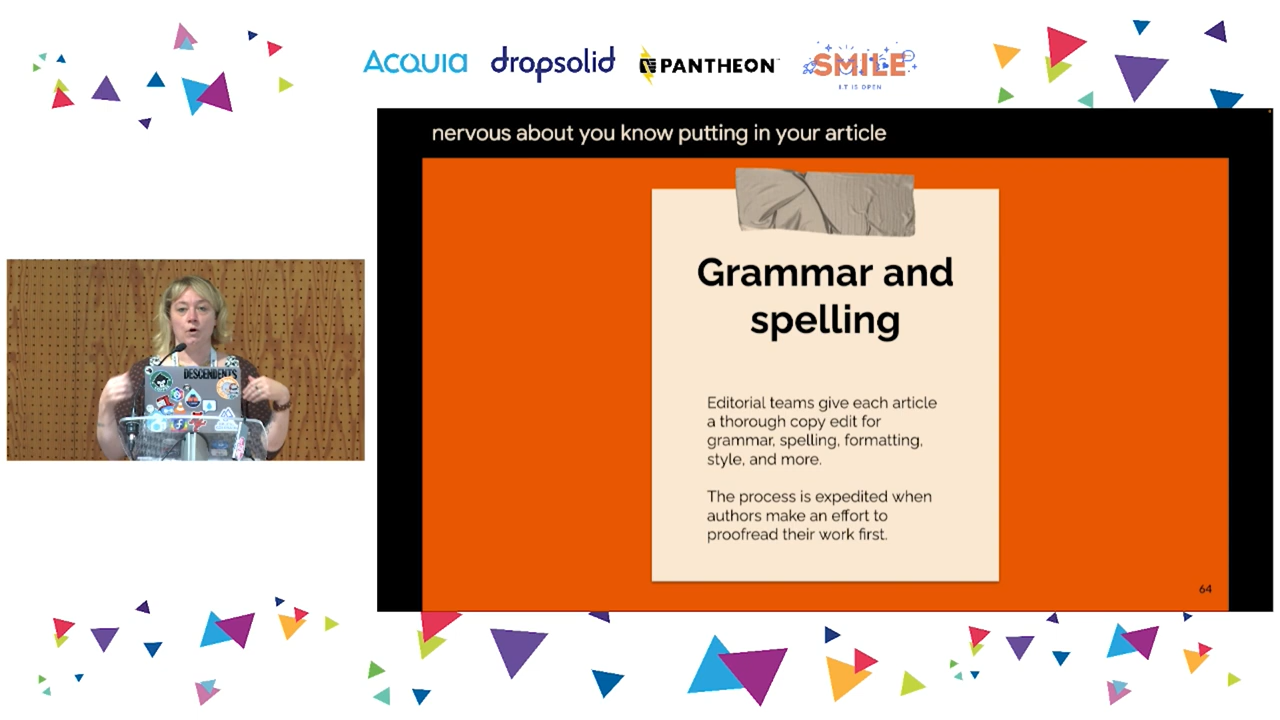 Acquia
dropsolid
PANTHEON
SMILE
I.T IS OPEN
nervous about you know putting in your article
Grammar and
spelling
Editorial teams give each article
a thorough copy edit for
grammar, spelling, formatting,
style, and more.
The process is expedited when
authors make an effort to
proofread their work first.
64
DESCENDENTS